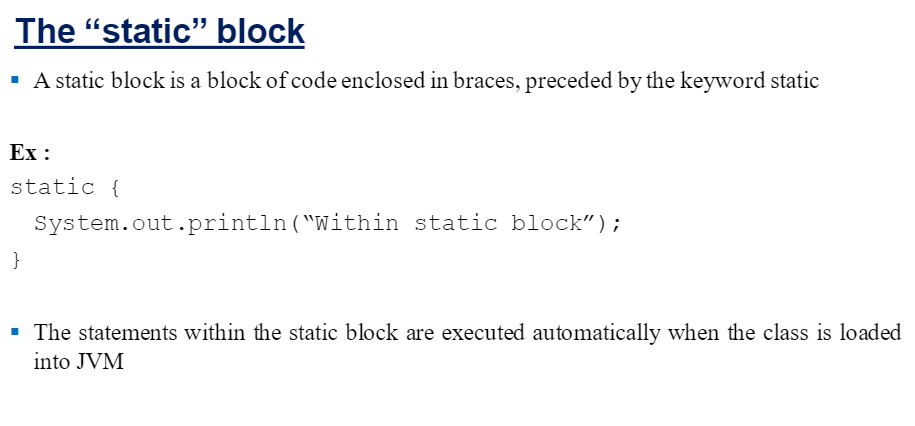 The “static” block
▪ A static block is a block of code enclosed in braces, preceded by the keyword static
Ex :
static {
  System.out.println(“Within static block”);
}
▪ The statements within the static block are executed automatically when the class is loaded
into JVM